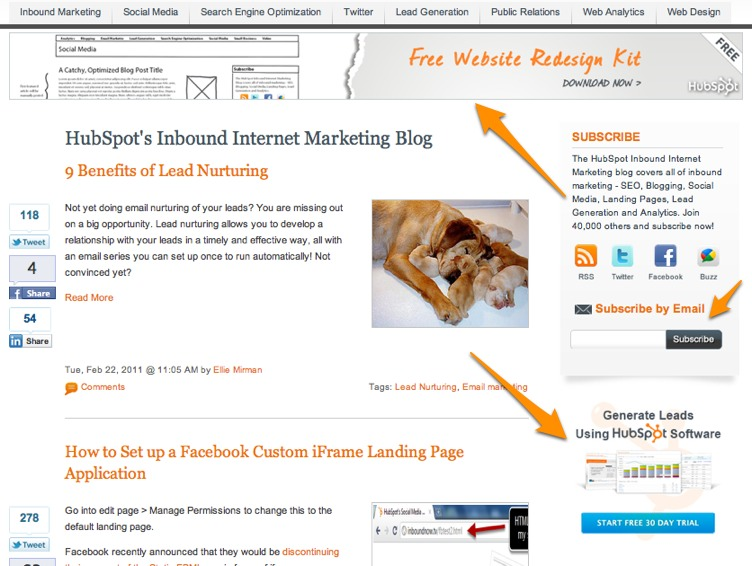 Inbound Marketing Social Media Search Engine Optimization Twitter Lead Generation Public Relations Web Analytics Web Design
Social Media
A Catchy, Optimized Blog Post Title
Subscribe
Free Website Redesign Kit
DOWNLOAD NOW >
FREE
HubSpot
HubSpot's Inbound Internet Marketing Blog
9 Benefits of Lead Nurturing
118
Tweet
4
Share
54
Share
Not yet doing email nurturing of your leads? You are missing out
on a big opportunity. Lead nurturing allows you to develop a
relationship with your leads in a timely and effective way, all with
an email series you can set up once to run automatically! Not
convinced yet?
Read More
Tue, Feb 22, 2011 @ 11:05 AM by Ellie Mirman
Comments
Tags: Lead Nurturing, Email marketing
How to Set up a Facebook Custom iFrame Landing Page
Application
278
Tweet
Go into edit page > Manage Permissions to change this to the
default landing page.
Facebook recently announced that they would be discontinuing
HubSpot's Social Media ...
inboundnow.tv/fbtest2.html
HTML
my s
SUBSCRIBE
The HubSpot Inbound Internet
Marketing blog covers all of inbound
marketing - SEO, Blogging, Social
Media, Landing Pages, Lead
Generation and Analytics. Join
40,000 others and subscribe now!
RSS Twitter Facebook Buzz
Subscribe by Email
Subscribe
Generate Leads
Using HubSpot Software
START FREE 30 DAY TRIAL